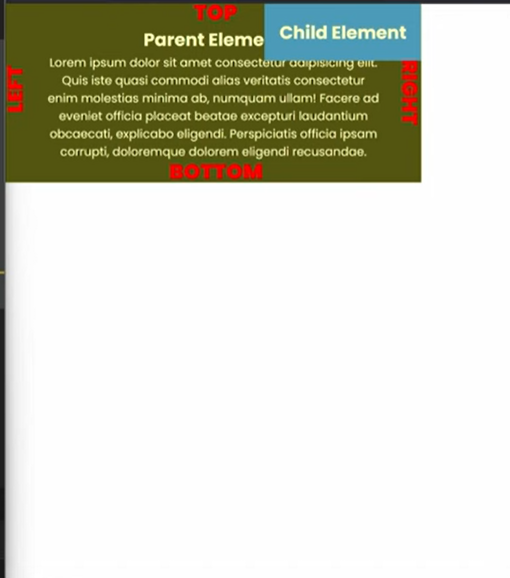 TOP
Child Element
Parent Eleme
Lorem ipsum dolor sit amet consectetur adipisicing elit.
Quis iste quasi commodi alias veritatis consectetur
enim molestias minima ab, numquam ullam! Facere ad
eveniet officia placeat beatae excepturi laudantium
obcaecati, explicabo eligendi. Perspiciatis officia ipsam
corrupti, doloremque dolorem eligendi recusandae.
LEFT
RIGHT
BOTTOM